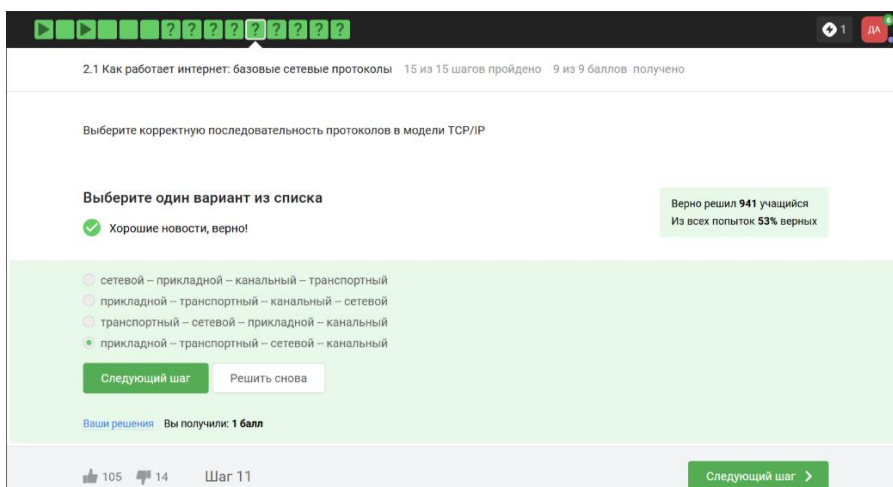 ? ? ? ? ? ? ? ? ?
1
ДА
6
2.1 Как работает интернет: базовые сетевые протоколы 15 из 15 шагов пройдено 9 из 9 баллов получено
Выберите корректную последовательность протоколов в модели TCP/IP
Выберите один вариант из списка
Хорошие новости, верно!
Верно решил 941 учащийся
Из всех попыток 53% верных
сетевой – прикладной – канальный – транспортный
прикладной – транспортный – канальный – сетевой
транспортный – сетевой – прикладной – канальный
прикладной – транспортный – сетевой – канальный
Следующий шаг Решить снова
Ваши решения Вы получили: 1 балл
105 14 Шаг 11 Следующий шаг